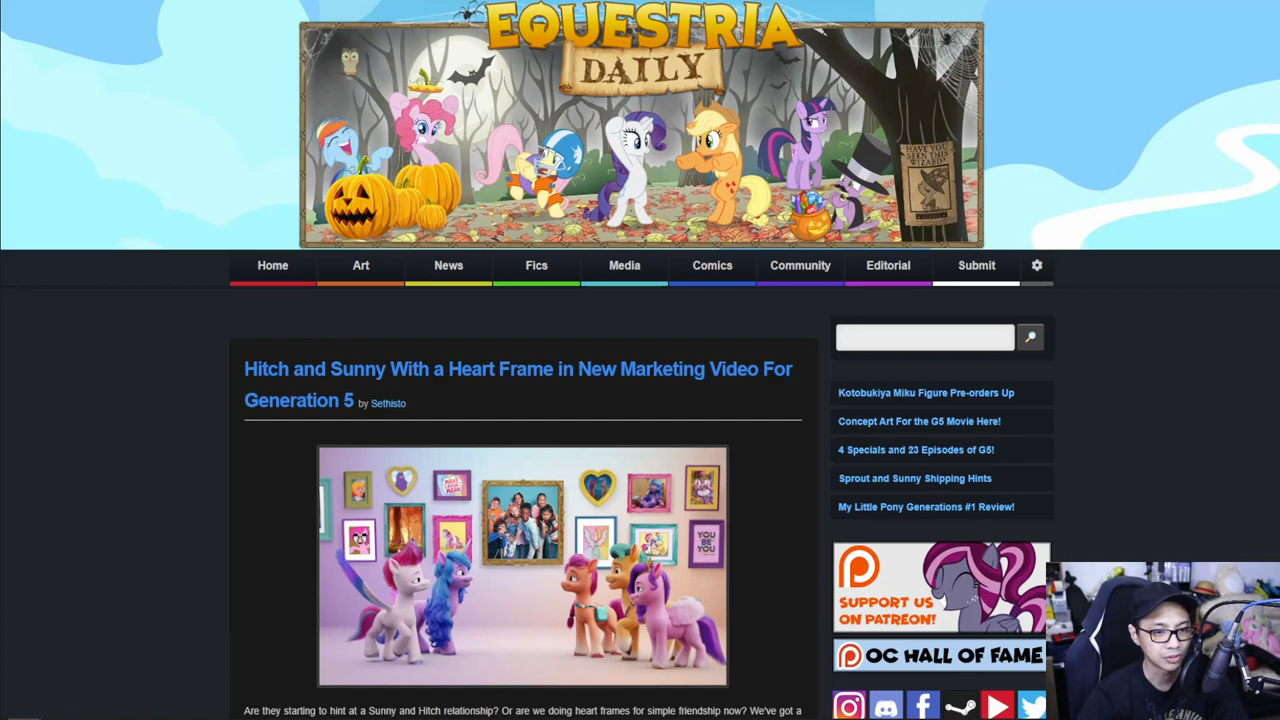 EQUESTRIA
DAILY
HAVE YOU
SEEN THIS
WIZARD?
Home Art News Fics Media Comics Community Editorial Submit
Hitch and Sunny With a Heart Frame in New Marketing Video For
Generation 5 by Sethisto
YOU
BE
YOU
Are they starting to hint at a Sunny and Hitch relationship? Or are we doing heart frames for simple friendship now? We've got a
Kotobukiya Miku Figure Pre-orders Up
Concept Art For the G5 Movie Here!
4 Specials and 23 Episodes of G5!
Sprout and Sunny Shipping Hints
My Little Pony Generations #1 Review!
SUPPORT US
ON PATREON!
OC HALL OF FAME